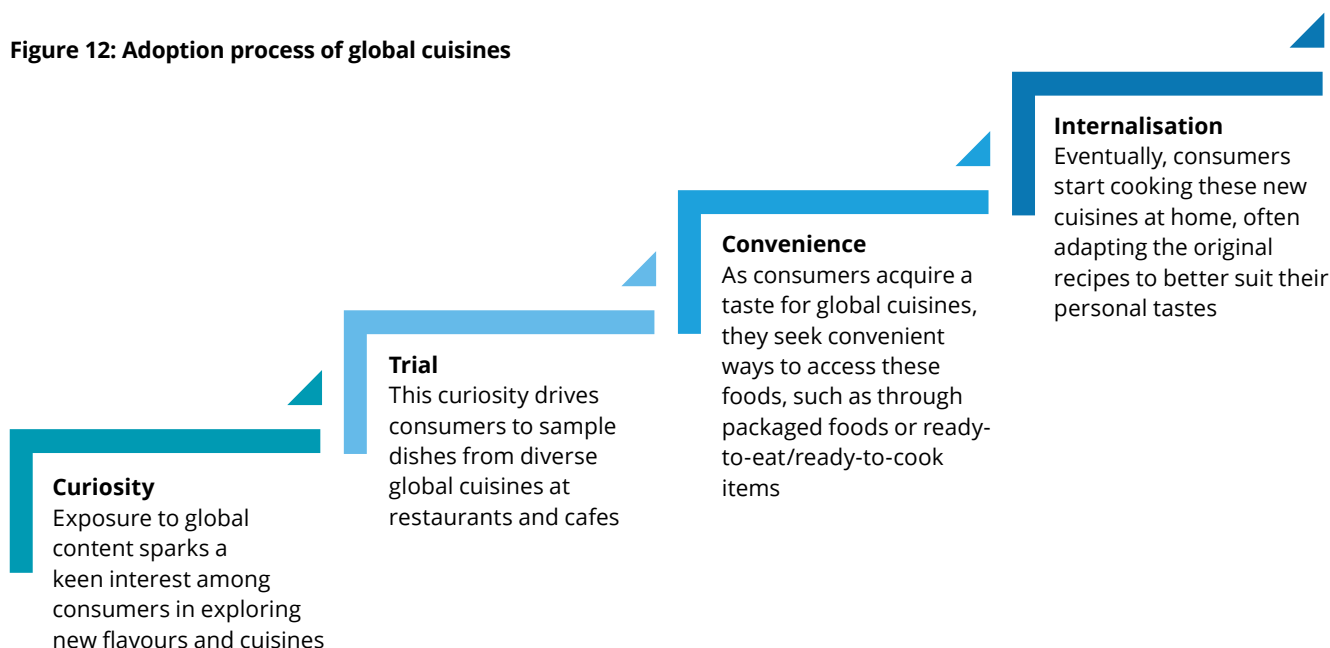 Figure 12: Adoption process of global cuisines
Curiosity
Exposure to global
content sparks a
keen interest among
consumers in exploring
new flavours and cuisines
Trial
This curiosity drives
consumers to sample
dishes from diverse
global cuisines at
restaurants and cafes
Convenience
As consumers acquire a
taste for global cuisines,
they seek convenient
ways to access these
foods, such as through
packaged foods or ready-
to-eat/ready-to-cook
items
Internalisation
Eventually, consumers
start cooking these new
cuisines at home, often
adapting the original
recipes to better suit their
personal tastes